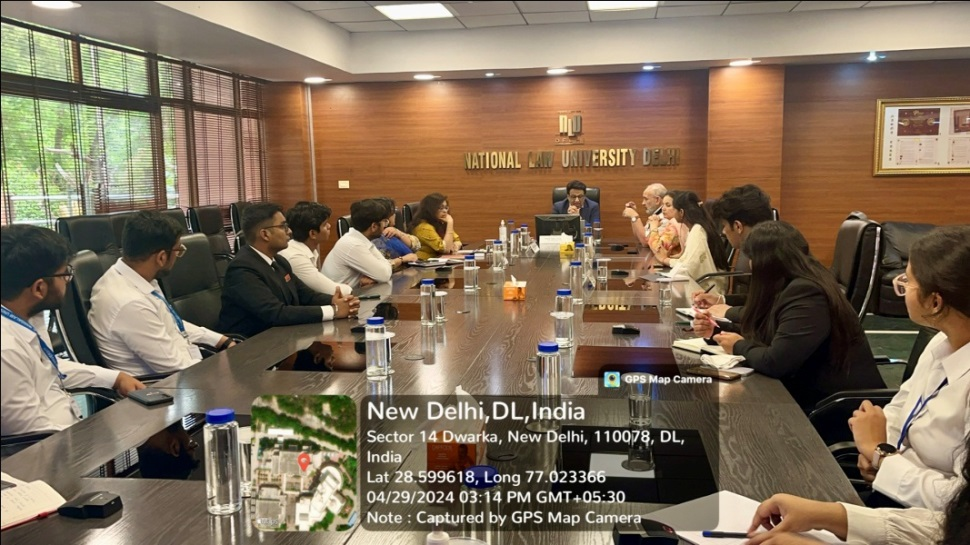 NATIONAL LAW UNIVERSITY DELHI
GPS Map Camera
New Delhi,DL,India
Sector 14 Dwarka, New Delhi, 110078, DL,
India
Lat 28.599618, Long 77.023366
04/29/2024 03:14 PM GMT+05:30
Note : Captured by GPS Map Camera